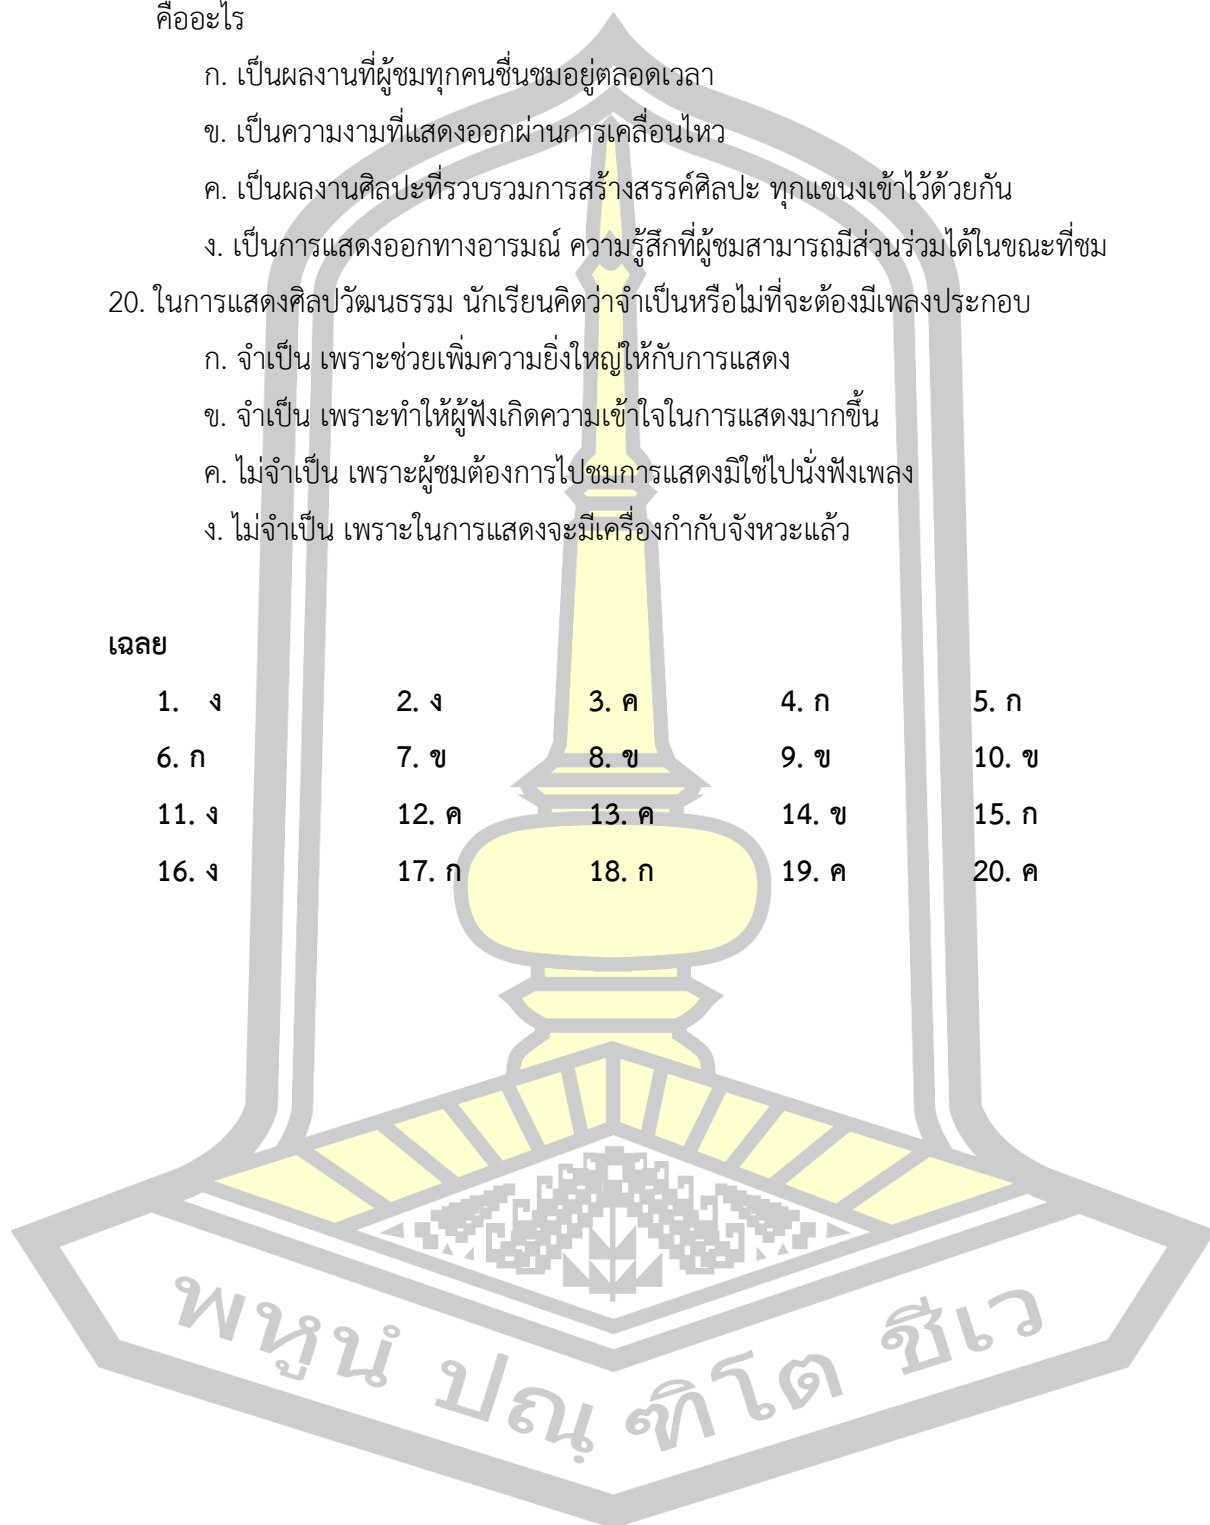 คืออะไร
ก. เป็นผลงานที่ผู้ชมทุกคนชื่นชมอยู่ตลอดเวลา
ข. เป็นความงามที่แสดงออกผ่านการเคลื่อนไหว
ค. เป็นผลงานศิลปะที่รวบรวมการสร้างสรรค์ศิลปะ ทุกแขนงเข้าไว้ด้วยกัน
ง. เป็นการแสดงออกทางอารมณ์ ความรู้สึกที่ผู้ชมสามารถมีส่วนร่วมได้ในขณะที่ชม
20. ในการแสดงศิลปวัฒนธรรม นักเรียนคิดว่าจำเป็นหรือไม่ที่จะต้องมีเพลงประกอบ
ก. จำเป็น เพราะช่วยเพิ่มความยิ่งใหญ่ให้กับการแสดง
ข. จำเป็น เพราะทำให้ผู้ฟังเกิดความเข้าใจในการแสดงมากขึ้น
ค. ไม่จำเป็น เพราะผู้ชมต้องการไปชมการแสดงมิใช่ไปนั่งฟังเพลง
ง. ไม่จำเป็น เพราะในการแสดงจะมีเครื่องกำกับจังหวะแล้ว
เฉลย
1. ง 2. ง 3. ค 4. ก 5. ก
6. ก 7. ข 8. ข 9. ข 10. ข
11. ง 12. ค 13. ค 14. ข 15. ก
16. ง 17. ก 18. ก 19. ค 20. ค
พหูนํ ปณฺฑิโต ชีเว